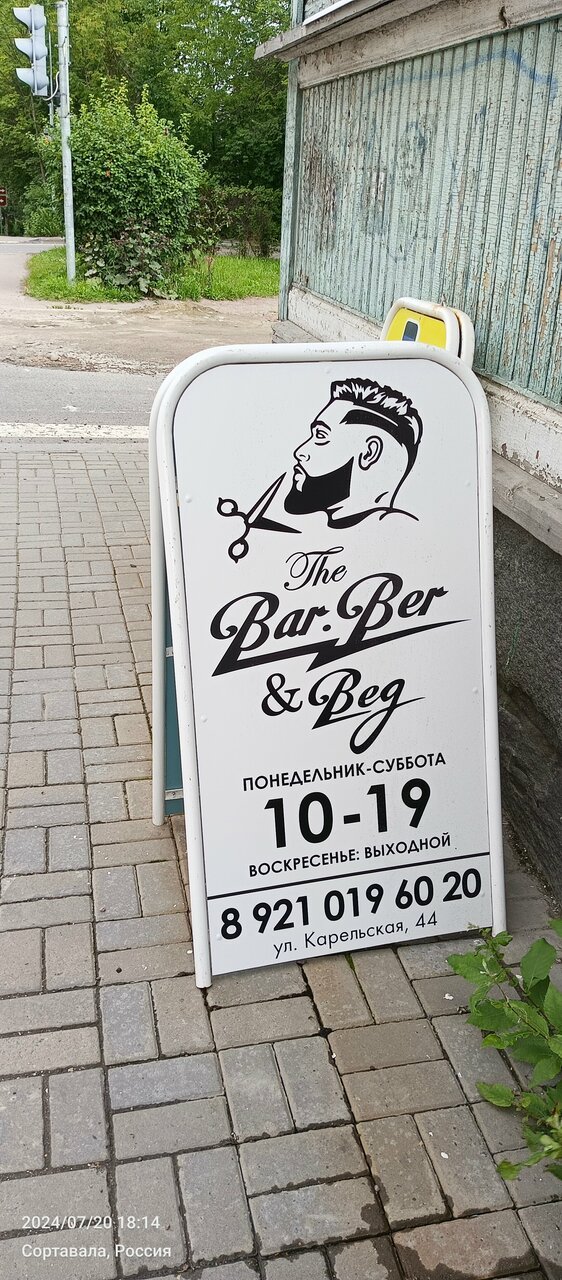 The
Bar.Ber
& Beg
ПОНЕДЕЛЬНИК-СУББОТА
10-19
ВОСКРЕСЕНЬЕ: ВЫХОДНОЙ
8 921 019 60 20
ул. Карельская, 44
2024/07/20 18:14
Сортавала, Россия